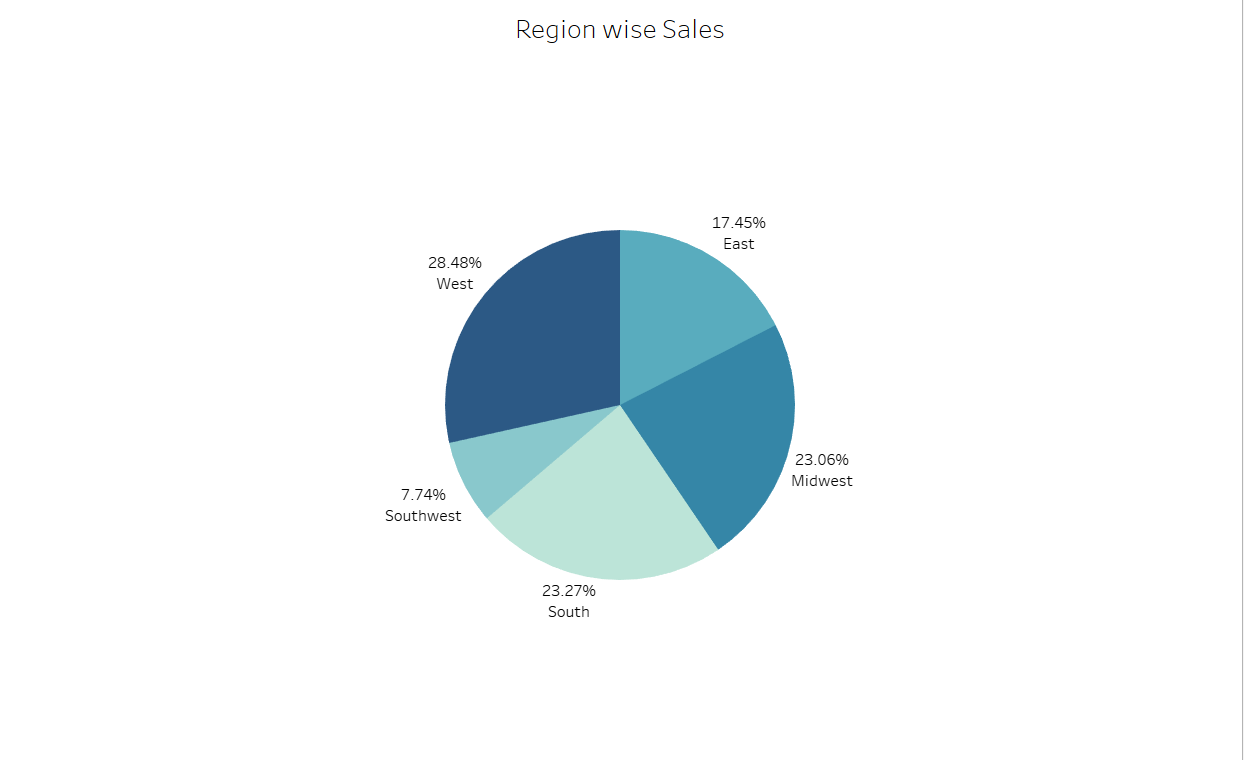 Region wise Sales
17.45%
East
28.48%
West
23.06%
Midwest
7.74%
Southwest
23.27%
South